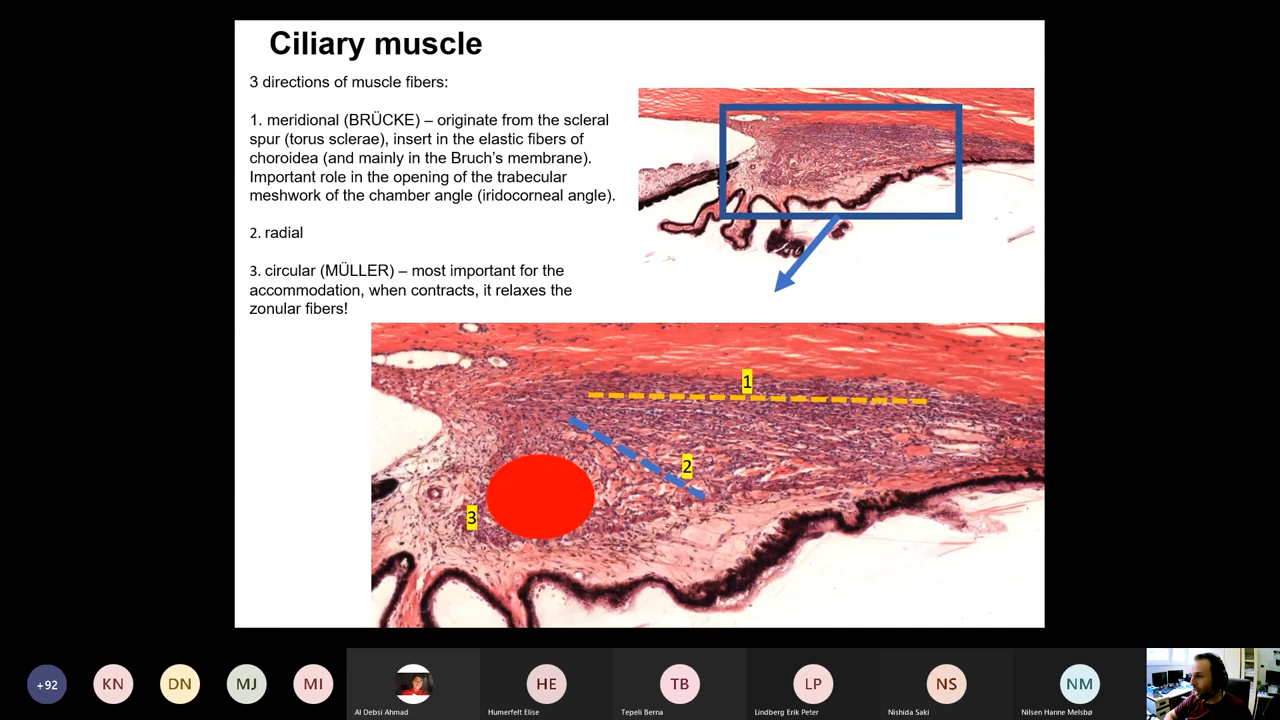 Ciliary muscle
3 directions of muscle fibers:
1. meridional (BRÜCKE) – originate from the scleral
spur (torus sclerae), insert in the elastic fibers of
choroidea (and mainly in the Bruch's membrane).
Important role in the opening of the trabecular
meshwork of the chamber angle (iridocorneal angle).
2. radial
3. circular (MÜLLER) – most important for the
accommodation, when contracts, it relaxes the
zonular fibers!
1
2
3
+92
KN
DN
MJ
MI
HE
TB
LP
NS
NM
Al Debsi Ahmad
Humerfelt Elise
Tepeli Berna
Lindberg Erik Peter
Nishida Saki
Nilsen Hanne Melsbø